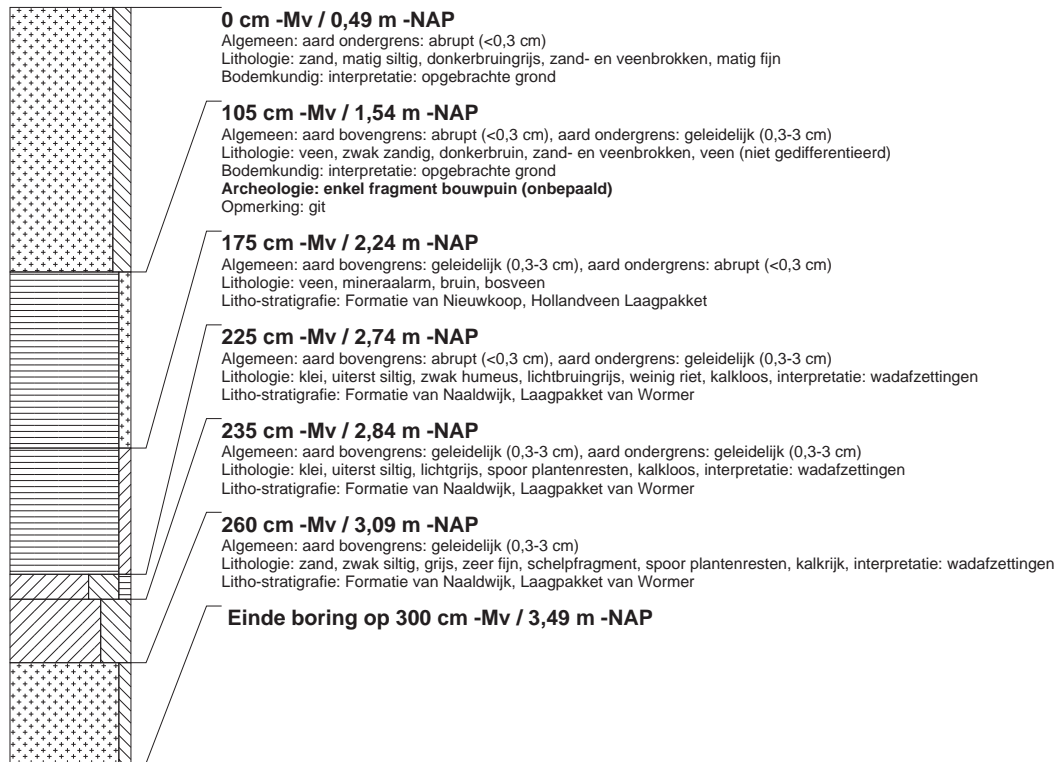 0 cm -Mv / 0,49 m -NAP
Algemeen: aard ondergrens: abrupt (<0,3 cm)
Lithologie: zand, matig siltig, donkerbruingrijs, zand- en veenbrokken, matig fijn
Bodemkundig: interpretatie: opgebrachte grond
105 cm -Mv / 1,54 m -NAP
Algemeen: aard bovengrens: abrupt (<0,3 cm), aard ondergrens: geleidelijk (0,3-3 cm)
Lithologie: veen, zwak zandig, donkerbruin, zand- en veenbrokken, veen (niet gedifferentieerd)
Bodemkundig: interpretatie: opgebrachte grond
Archeologie: enkel fragment bouwpuin (onbepaald)
Opmerking: git
175 cm -Mv / 2,24 m -NAP
Algemeen: aard bovengrens: geleidelijk (0,3-3 cm), aard ondergrens: abrupt (<0,3 cm)
Lithologie: veen, mineraalarm, bruin, bosveen
Litho-stratigrafie: Formatie van Nieuwkoop, Hollandveen Laagpakket
225 cm -Mv / 2,74 m -NAP
Algemeen: aard bovengrens: abrupt (<0,3 cm), aard ondergrens: geleidelijk (0,3-3 cm)
Lithologie: klei, uiterst siltig, zwak humeus, lichtbruingrijs, weinig riet, kalkloos, interpretatie: wadafzettingen
Litho-stratigrafie: Formatie van Naaldwijk, Laagpakket van Wormer
235 cm -Mv / 2,84 m -NAP
Algemeen: aard bovengrens: geleidelijk (0,3-3 cm), aard ondergrens: geleidelijk (0,3-3 cm)
Lithologie: klei, uiterst siltig, lichtgrijs, spoor plantenresten, kalkloos, interpretatie: wadafzettingen
Litho-stratigrafie: Formatie van Naaldwijk, Laagpakket van Wormer
260 cm -Mv / 3,09 m -NAP
Algemeen: aard bovengrens: geleidelijk (0,3-3 cm)
Lithologie: zand, zwak siltig, grijs, zeer fijn, schelpfragment, spoor plantenresten, kalkrijk, interpretatie: wadafzettingen
Litho-stratigrafie: Formatie van Naaldwijk, Laagpakket van Wormer
Einde boring op 300 cm -Mv / 3,49 m -NAP